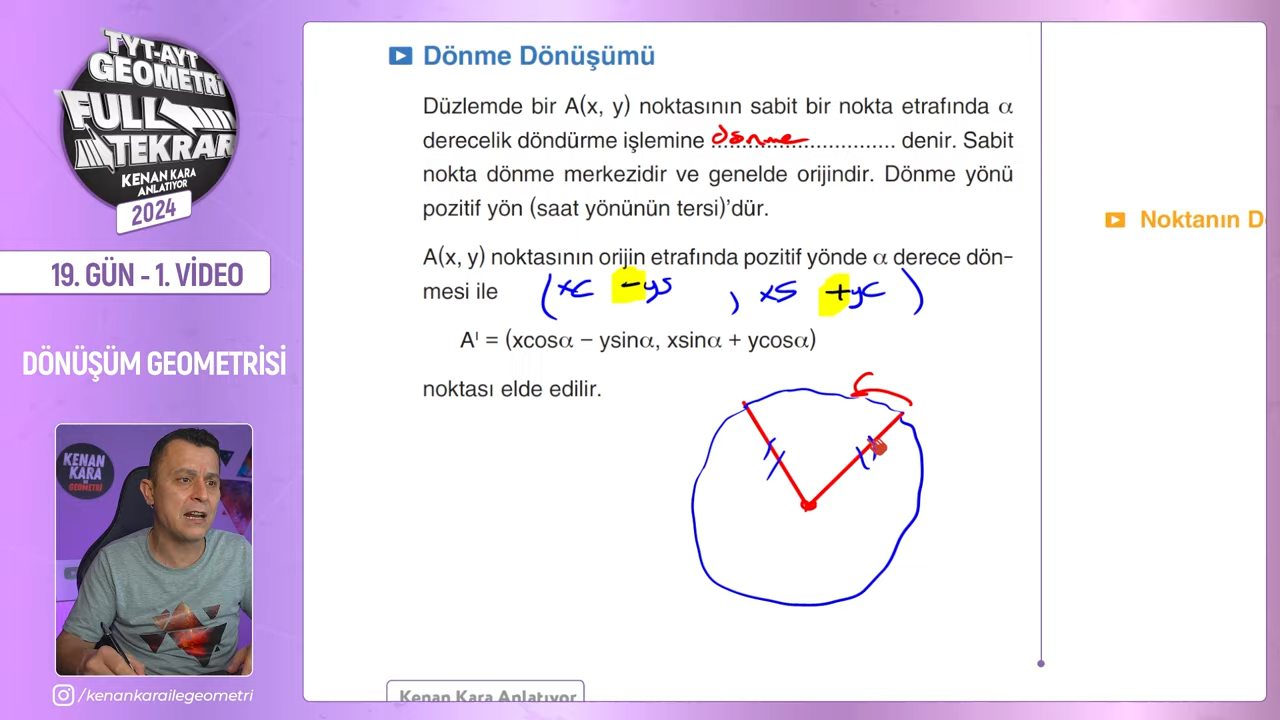 TYT-AYT
GEOMETRİ
FULL
TEKRAR
KENAN KARA
ANLATIYOR
2024
19. GÜN - 1. VİDEO
DÖNÜŞÜM GEOMETRİSİ
KENAN
KARA
ile
GEOMETRİ
/kenankarailegeometri
Dönme Dönüşümü
Düzlemde bir A(x, y) noktasının sabit bir nokta etrafında α
derecelik döndürme işlemine dönme .............................. denir. Sabit
nokta dönme merkezidir ve genelde orijindir. Dönme yönü
pozitif yön (saat yönünün tersi)'dür.
A(x, y) noktasının orijin etrafında pozitif yönde α derece dön-
mesi ile (xc - ys , xs + yc)
Aı = (xcosα − ysinα, xsinα + ycosα)
noktası elde edilir.
Kenan Kara Anlatıyor
Noktanın D